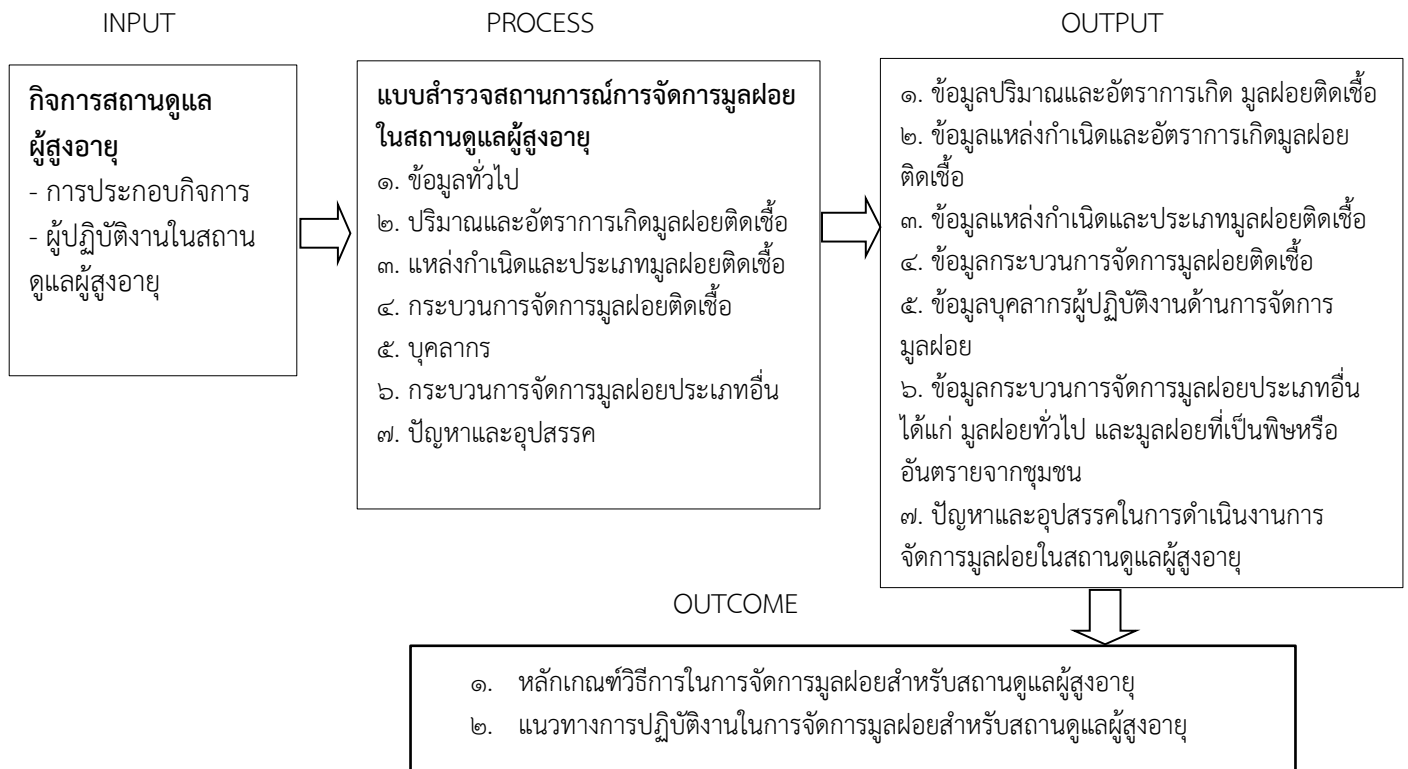 INPUT
PROCESS
OUTPUT
กิจการสถานดูแล
ผู้สูงอายุ
- การประกอบกิจการ
- ผู้ปฏิบัติงานในสถาน
ดูแลผู้สูงอายุ
แบบสำรวจสถานการณ์การจัดการมูลฝอย
ในสถานดูแลผู้สูงอายุ
๑. ข้อมูลทั่วไป
๒. ปริมาณและอัตราการเกิดมูลฝอยติดเชื้อ
๓. แหล่งกำเนิดและประเภทมูลฝอยติดเชื้อ
๔. กระบวนการจัดการมูลฝอยติดเชื้อ
๕. บุคลากร
๖. กระบวนการจัดการมูลฝอยประเภทอื่น
๗. ปัญหาและอุปสรรค
๑. ข้อมูลปริมาณและอัตราการเกิด มูลฝอยติดเชื้อ
๒. ข้อมูลแหล่งกำเนิดและอัตราการเกิดมูลฝอย
ติดเชื้อ
๓. ข้อมูลแหล่งกำเนิดและประเภทมูลฝอยติดเชื้อ
๔. ข้อมูลกระบวนการจัดการมูลฝอยติดเชื้อ
๕. ข้อมูลบุคลากรผู้ปฏิบัติงานด้านการจัดการ
มูลฝอย
๖. ข้อมูลกระบวนการจัดการมูลฝอยประเภทอื่น
ได้แก่ มูลฝอยทั่วไป และมูลฝอยที่เป็นพิษหรือ
อันตรายจากชุมชน
๗. ปัญหาและอุปสรรคในการดำเนินงานการ
จัดการมูลฝอยในสถานดูแลผู้สูงอายุ
OUTCOME
๑. หลักเกณฑ์วิธีการในการจัดการมูลฝอยสำหรับสถานดูแลผู้สูงอายุ
๒. แนวทางการปฏิบัติงานในการจัดการมูลฝอยสำหรับสถานดูแลผู้สูงอายุ